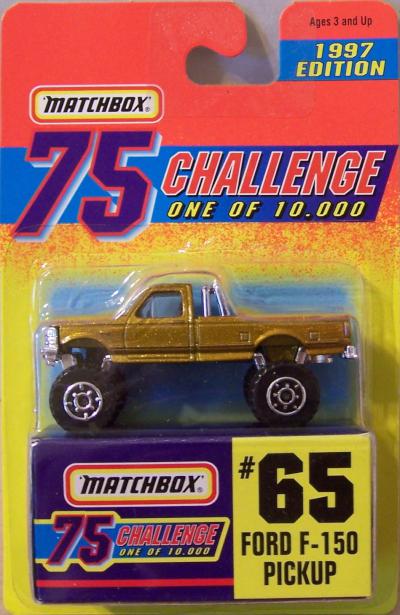 Ages 3 and Up
1997
EDITION
MATCHBOX®
75
CHALLENGE
ONE OF 10.000
MATCHBOX®
75
CHALLENGE
ONE OF 10.000
#65
FORD F-150
PICKUP